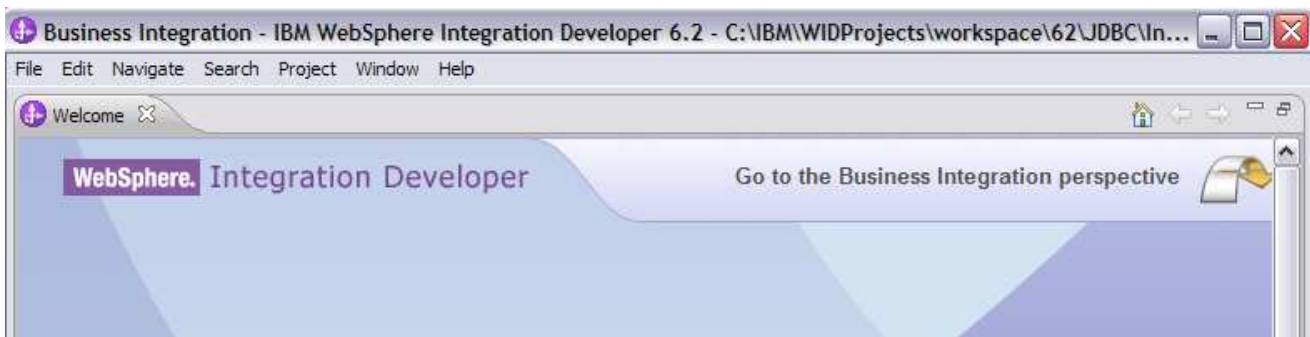 Business Integration - IBM WebSphere Integration Developer 6.2 - C:\IBM\WIDProjects\workspace\62\JDBC\In...
File Edit Navigate Search Project Window Help
Welcome
WebSphere. Integration Developer
Go to the Business Integration perspective